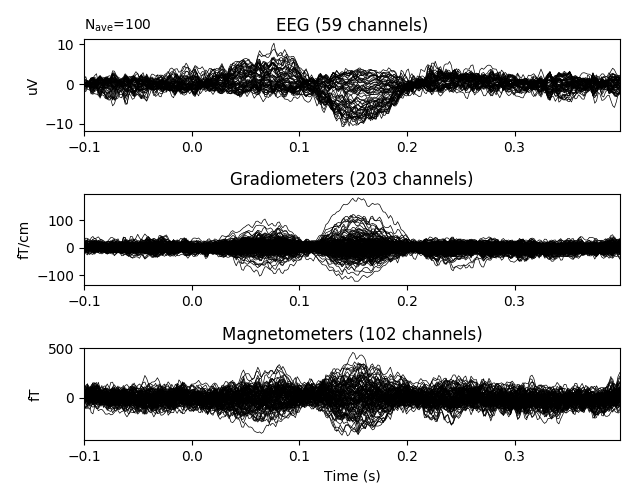 N_ave=100
EEG (59 channels)
10
0
−10
uV
−0.1 0.0 0.1 0.2 0.3
Gradiometers (203 channels)
100
0
−100
fT/cm
−0.1 0.0 0.1 0.2 0.3
Magnetometers (102 channels)
500
0
fT
−0.1 0.0 0.1 0.2 0.3
Time (s)